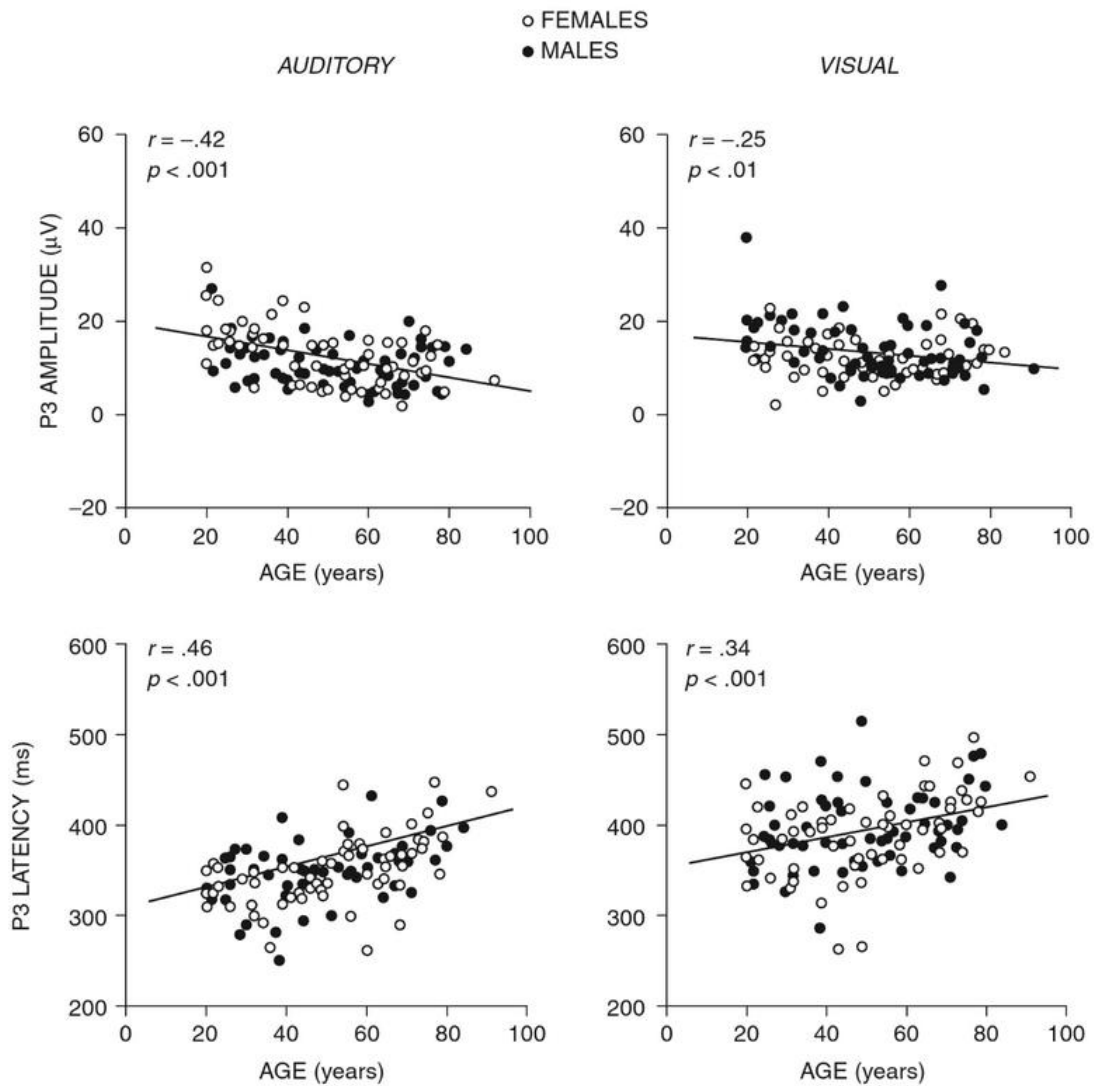 ○ FEMALES
● MALES
AUDITORY
VISUAL
60
40
20
0
−20
P3 AMPLITUDE (μV)
r = −.42
p < .001
0 20 40 60 80 100
AGE (years)
60
40
20
0
−20
r = −.25
p < .01
0 20 40 60 80 100
AGE (years)
600
500
400
300
200
P3 LATENCY (ms)
r = .46
p < .001
0 20 40 60 80 100
AGE (years)
600
500
400
300
200
r = .34
p < .001
0 20 40 60 80 100
AGE (years)